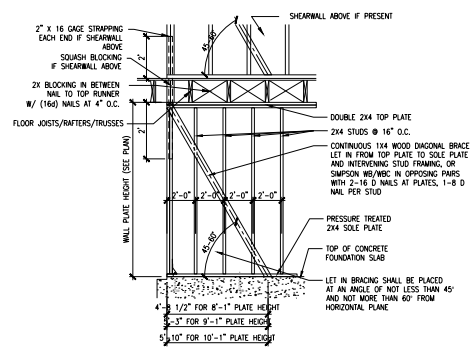 2" X 16 GAGE STRAPPING
EACH END IF SHEARWALL
ABOVE
SQUASH BLOCKING
IF SHEARWALL ABOVE
2X BLOCKING IN BETWEEN
NAIL TO TOP RUNNER
W/ (16d) NAILS AT 4" O.C.
FLOOR JOISTS/RAFTERS/TRUSSES
2'
2'
45-60°
SHEARWALL ABOVE IF PRESENT
DOUBLE 2X4 TOP PLATE
2X4 STUDS @ 16" O.C.
CONTINUOUS 1X4 WOOD DIAGONAL BRACE
LET IN FROM TOP PLATE TO SOLE PLATE
AND INTERVENING STUD FRAMING, OR
SIMPSON WB/WBC IN OPPOSING PAIRS
WITH 2-16 D NAILS AT PLATES, 1-8 D
NAIL PER STUD
WALL PLATE HEIGHT (SEE PLAN)
2'-0" 2'-0" 2'-0" 2'-0"
45-60°
PRESSURE TREATED
2X4 SOLE PLATE
TOP OF CONCRETE
FOUNDATION SLAB
LET IN BRACING SHALL BE PLACED
AT AN ANGLE OF NOT LESS THAN 45°
AND NOT MORE THAN 60° FROM
HORIZONTAL PLANE
1/2" FOR 8'-1" PLATE HEIGHT
-3" FOR 9'-1" PLATE HEIGHT
10" FOR 10'-1" PLATE HEIGHT